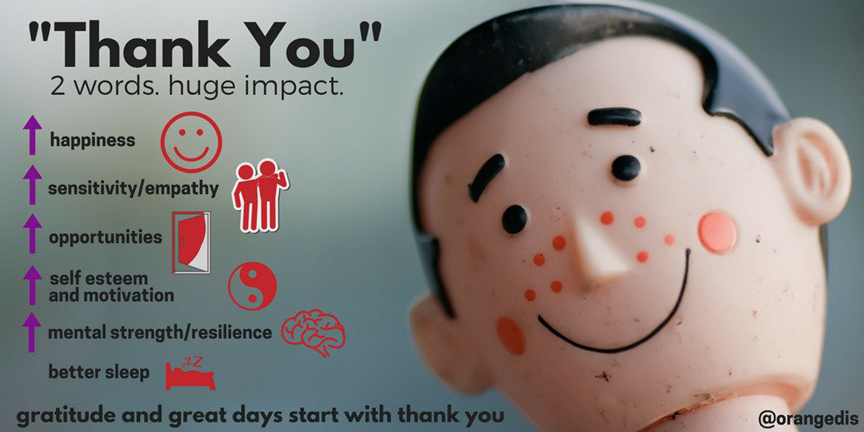 "Thank You"
2 words. huge impact.
happiness
sensitivity/empathy
opportunities
self esteem
and motivation
mental strength/resilience
better sleep
zZZ
gratitude and great days start with thank you
@orangedis